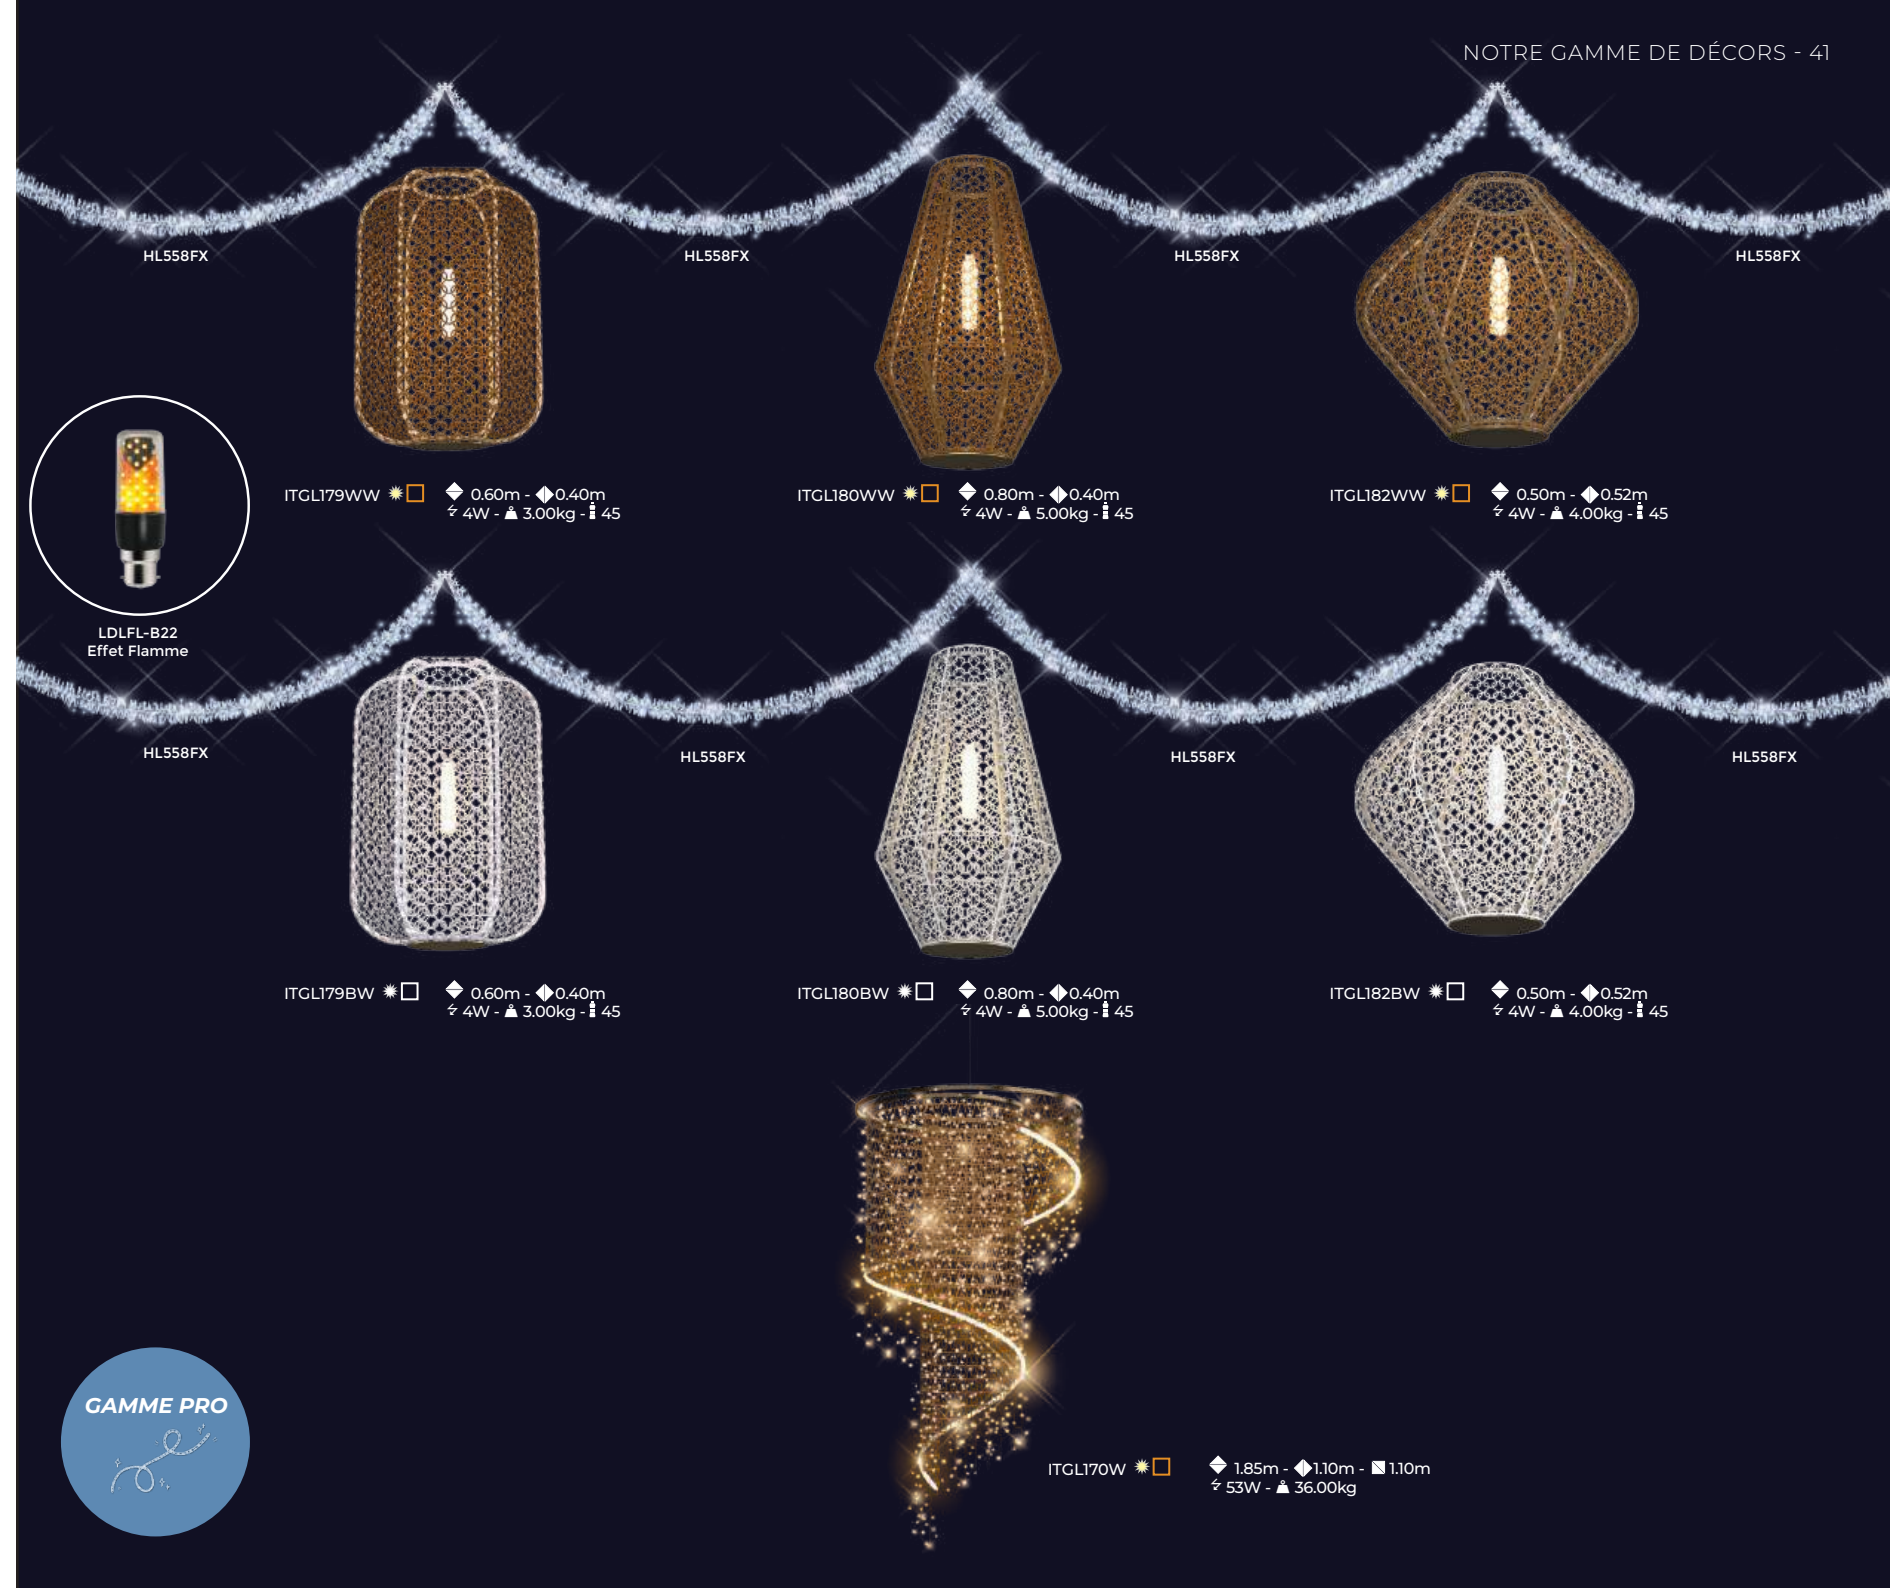 NOTRE GAMME DE DÉCORS - 41
HL558FX
HL558FX
HL558FX
HL558FX
ITGL179WW
0.60m - 0.40m
4W - 3.00kg - 45
ITGL180WW
0.80m - 0.40m
4W - 5.00kg - 45
ITGL182WW
0.50m - 0.52m
4W - 4.00kg - 45
LDLFL-B22
Effet Flamme
HL558FX
HL558FX
HL558FX
HL558FX
ITGL179BW
0.60m - 0.40m
4W - 3.00kg - 45
ITGL180BW
0.80m - 0.40m
4W - 5.00kg - 45
ITGL182BW
0.50m - 0.52m
4W - 4.00kg - 45
GAMME PRO
ITGL170W
1.85m - 1.10m - 1.10m
53W - 36.00kg